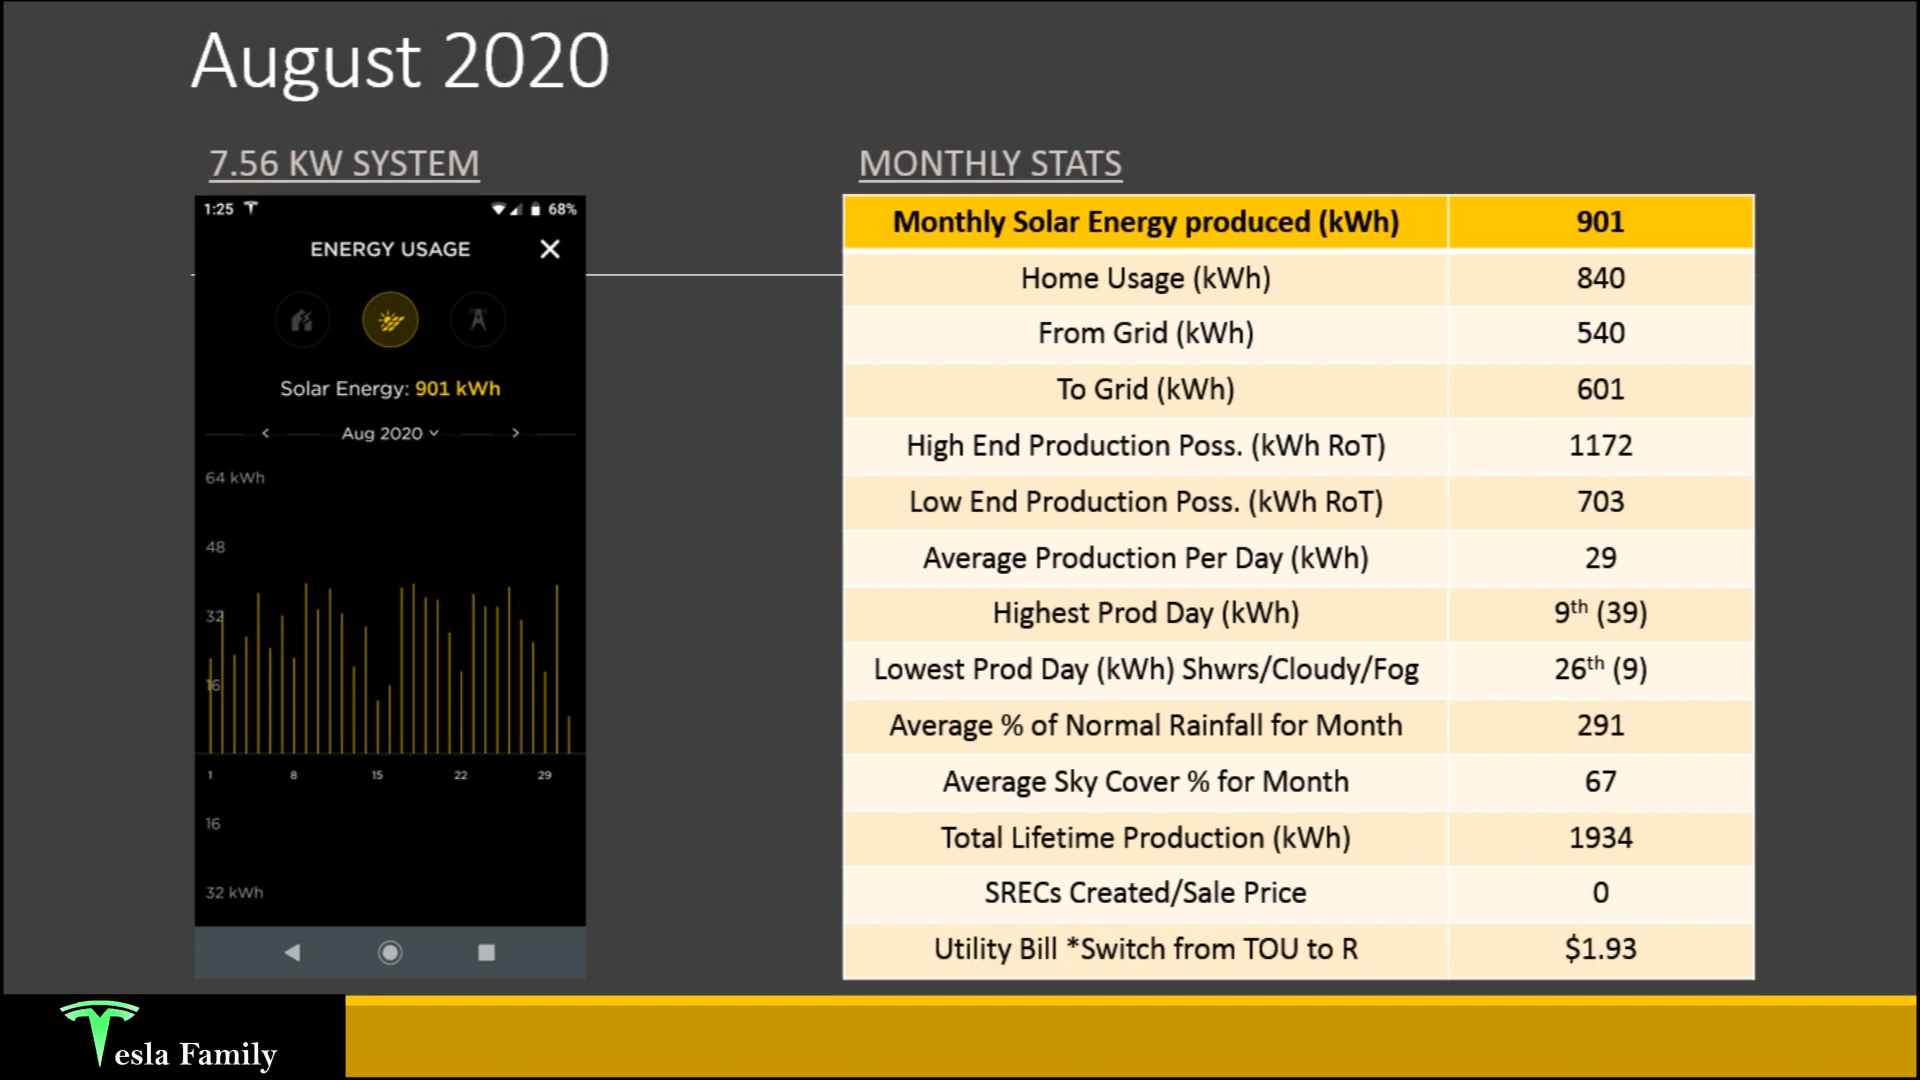 August 2020
7.56 KW SYSTEM
1:25 68%
ENERGY USAGE
Solar Energy: 901 kWh
Aug 2020
64 kWh
48
32
16
1 8 15 22 29
16
32 kWh
MONTHLY STATS
Monthly Solar Energy produced (kWh) 901
Home Usage (kWh) 840
From Grid (kWh) 540
To Grid (kWh) 601
High End Production Poss. (kWh RoT) 1172
Low End Production Poss. (kWh RoT) 703
Average Production Per Day (kWh) 29
Highest Prod Day (kWh) 9th (39)
Lowest Prod Day (kWh) Shwrs/Cloudy/Fog 26th (9)
Average % of Normal Rainfall for Month 291
Average Sky Cover % for Month 67
Total Lifetime Production (kWh) 1934
SRECs Created/Sale Price 0
Utility Bill *Switch from TOU to R $1.93
Tesla Family